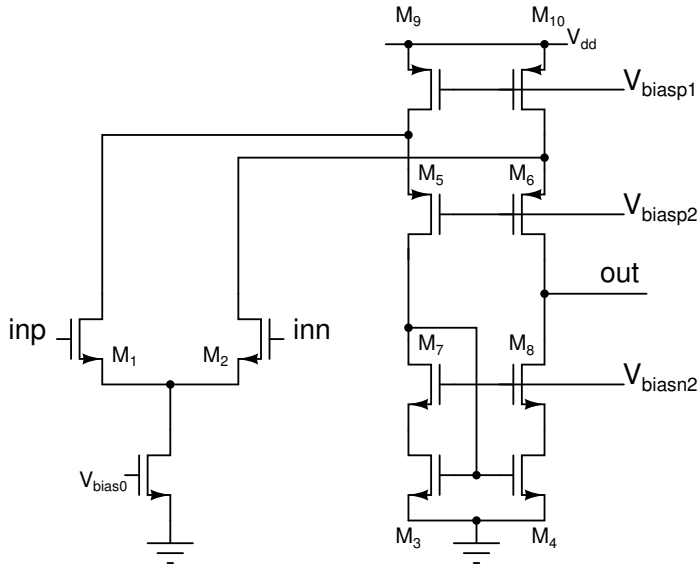 M9 M10
Vdd
Vbiasp1
M5 M6
Vbiasp2
out
inp M1 M2 inn
M7 M8
Vbiasn2
Vbias0
M3 M4